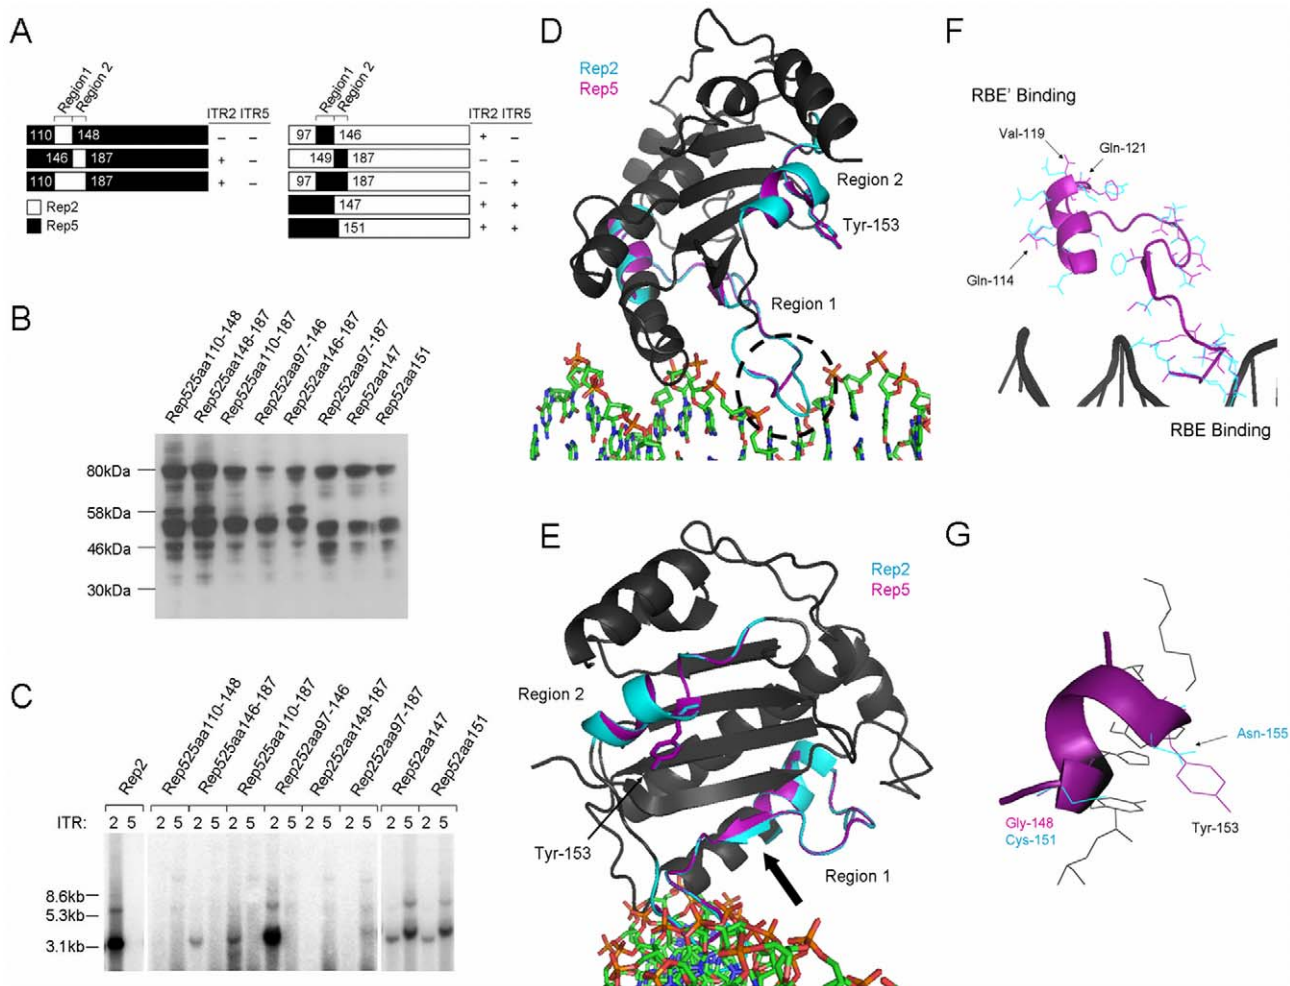 A
Region1
Region 2
ITR2 ITR5
110 148 – –
146 187 + –
110 187 + –
Rep2
Rep5
Region1
Region 2
ITR2 ITR5
97 146 + –
149 187 – –
97 187 – +
147 + +
151 + +
B
Rep525aa110-148
Rep525aa148-187
Rep525aa110-187
Rep252aa97-146
Rep252aa146-187
Rep252aa97-187
Rep52aa147
Rep52aa151
80kDa
58kDa
46kDa
30kDa
C
Rep2
Rep525aa110-148
Rep525aa146-187
Rep525aa110-187
Rep252aa97-146
Rep252aa149-187
Rep252aa97-187
Rep52aa147
Rep52aa151
ITR: 2 5 2 5 2 5 2 5 2 5 2 5 2 5 2 5 2 5
8.6kb
5.3kb
3.1kb
D
Rep2
Rep5
Region 2
Tyr-153
Region 1
E
Rep2
Rep5
Region 2
Tyr-153
Region 1
F
RBE' Binding
Val-119
Gln-121
Gln-114
RBE Binding
G
Asn-155
Gly-148
Cys-151
Tyr-153